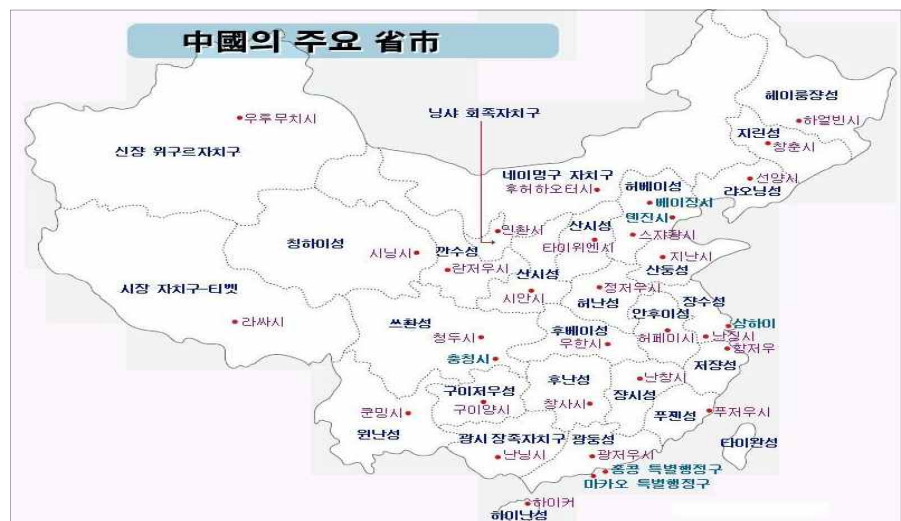 中國의 주요 省市
헤이룽쟝성
하얼빈시
닝샤 회족자치구
우루무치시
지린성
창춘시
신쟝 위구르자치구
네이멍구 자치구
후허하오터시
허베이성
선양시
랴오닝성
베이징시
톈진시
인촨시
산시성
스쟈좡시
칭하이성
시닝시
깐수성
타이위엔시
지난시
란저우시
산시성
산둥성
시장 자치구-티벳
시안시
정저우시
허난성
쟝수성
안후이성
라싸시
쓰촨성
상하이
후베이성
청두시
우한시
허페이시
난징시
항저우
충칭시
저쟝성
후난성
난창시
구이저우성
쟝시성
쿤밍시
구이양시
창사시
푸젠성
푸저우시
윈난성
광시 장족자치구
광둥성
타이완성
난닝시
광저우시
홍콩 특별행정구
마카오 특별행정구
하이커
하이난성